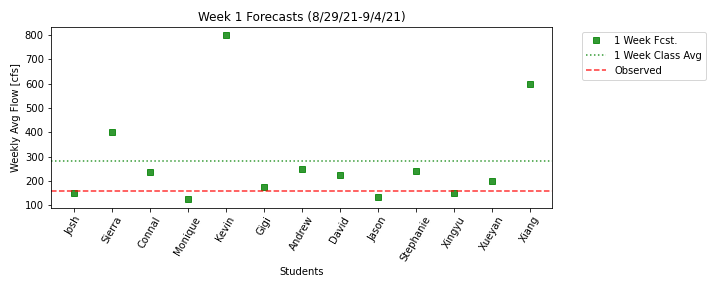 Week 1 Forecasts (8/29/21-9/4/21)
Weekly Avg Flow [cfs]
800
700
600
500
400
300
200
100
Josh
Sierra
Connal
Monique
Kevin
Gigi
Andrew
David
Jason
Stephanie
Xingyu
Xueyan
Xiang
Students
1 Week Fcst.
1 Week Class Avg
Observed